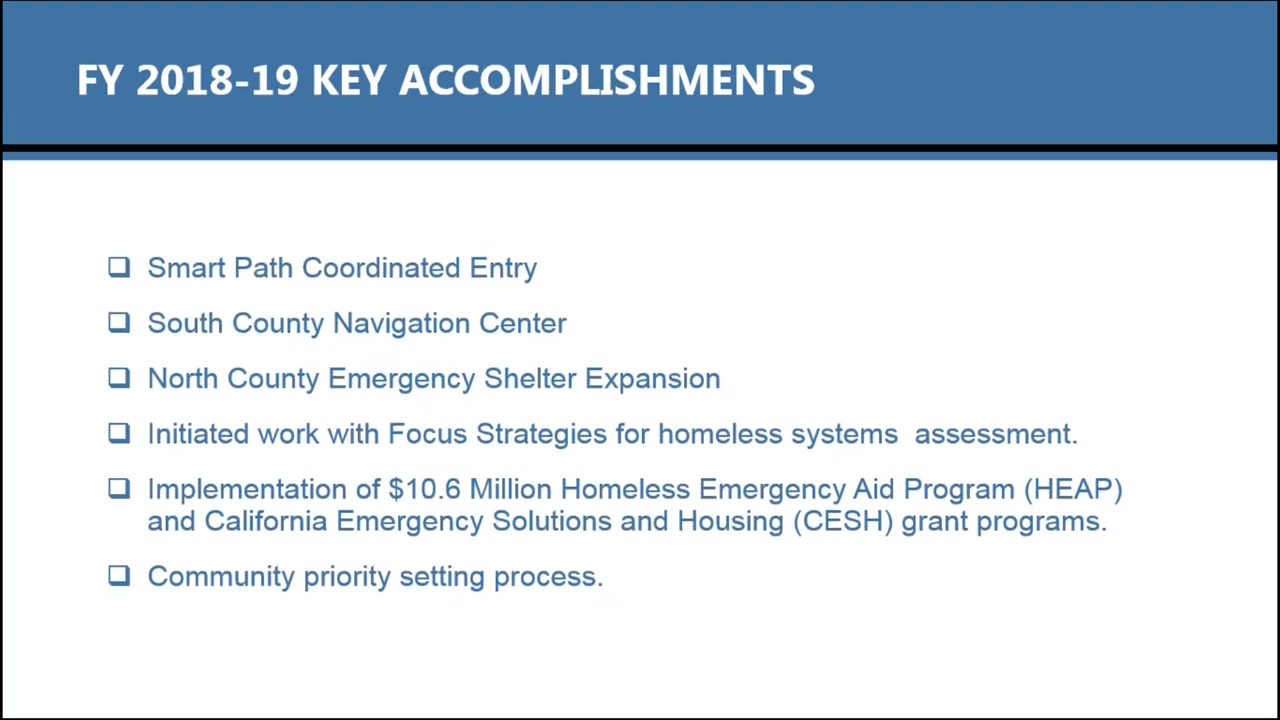 FY 2018-19 KEY ACCOMPLISHMENTS
Smart Path Coordinated Entry
South County Navigation Center
North County Emergency Shelter Expansion
Initiated work with Focus Strategies for homeless systems  assessment.
Implementation of $10.6 Million Homeless Emergency Aid Program (HEAP)
and California Emergency Solutions and Housing (CESH) grant programs.
Community priority setting process.